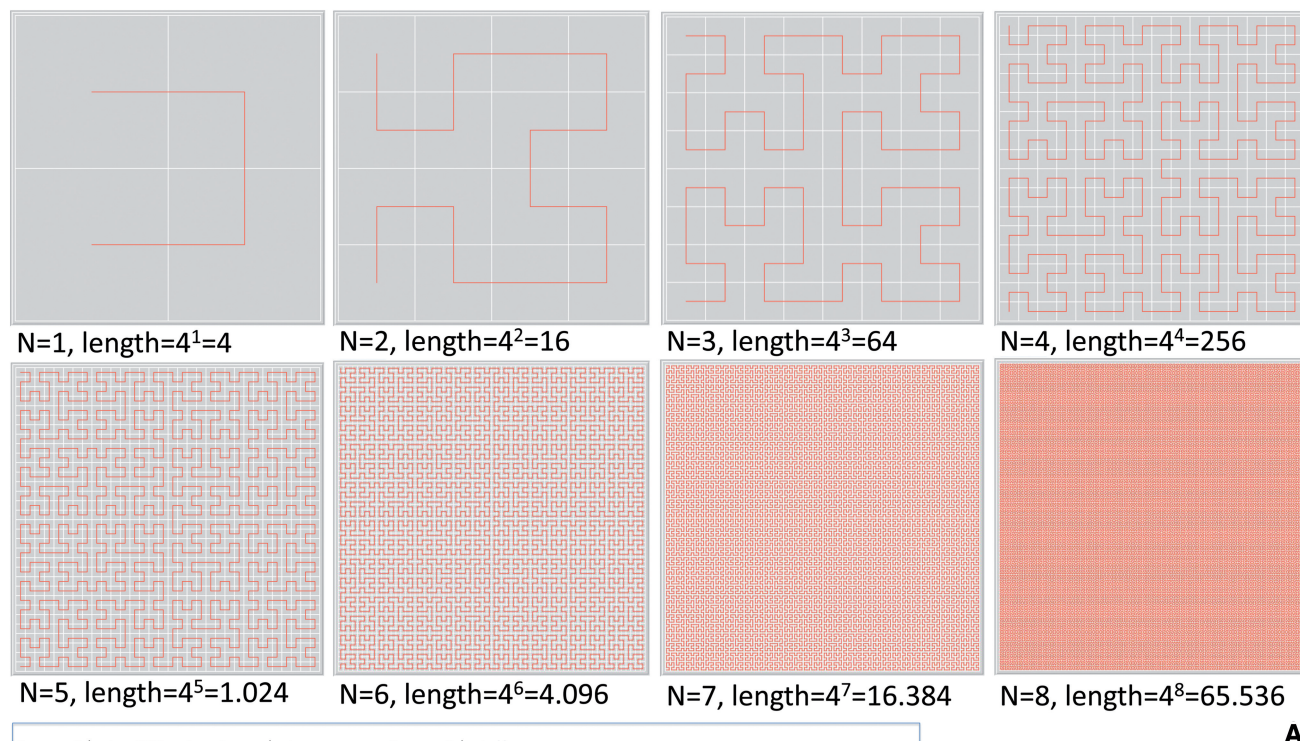 N=1, length=4¹=4
N=2, length=4²=16
N=3, length=4³=64
N=4, length=4⁴=256
N=5, length=4⁵=1.024
N=6, length=4⁶=4.096
N=7, length=4⁷=16.384
N=8, length=4⁸=65.536
A